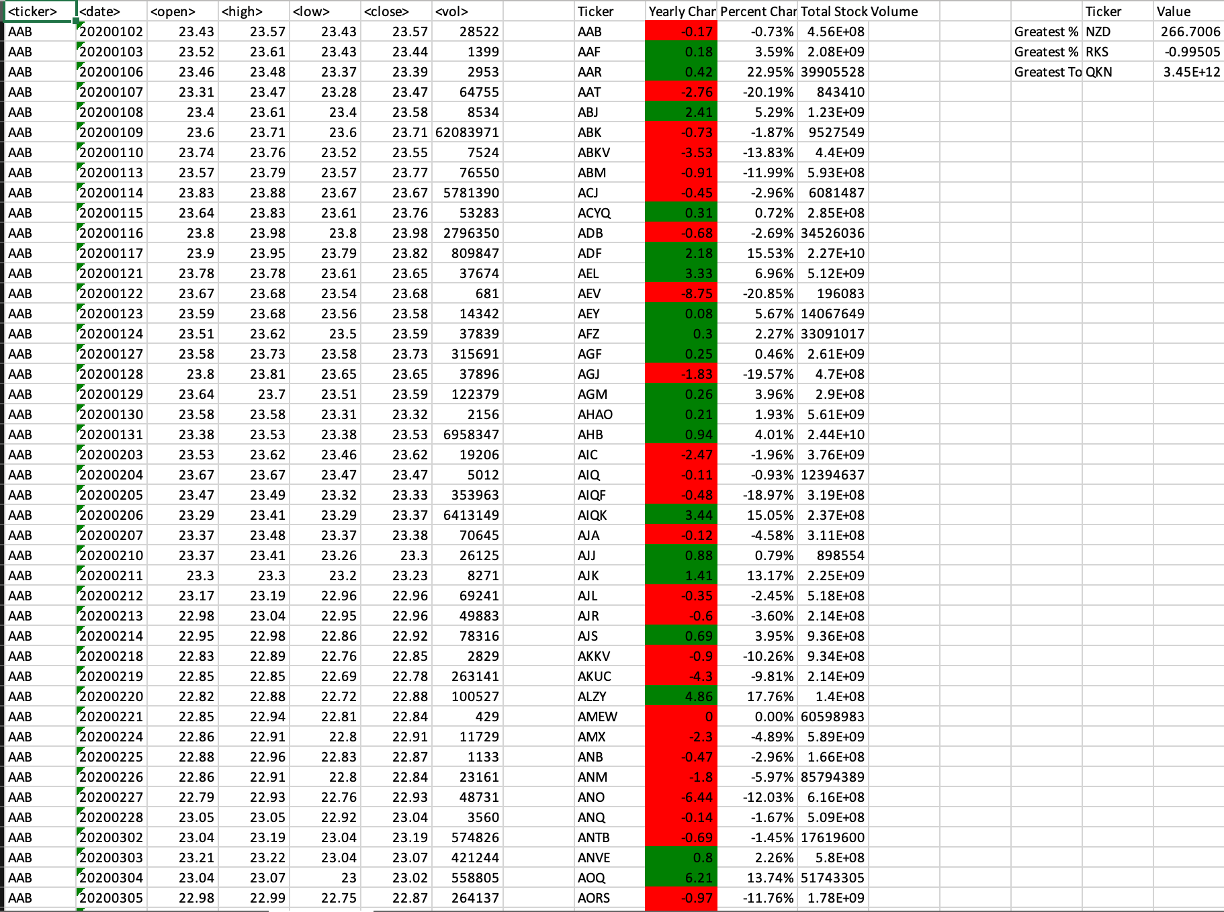 <ticker> <date> <open> <high> <low> <close> <vol> Ticker Yearly Char Percent Char Total Stock Volume Ticker Value
AAB 20200102 23.43 23.57 23.43 23.57 28522 AAB -0.17 -0.73% 4.56E+08 Greatest % NZD 266.7006
AAB 20200103 23.52 23.61 23.43 23.44 1399 AAF 0.18 3.59% 2.08E+09 Greatest % RKS -0.99505
AAB 20200106 23.46 23.48 23.37 23.39 2953 AAR 0.42 22.95% 39905528 Greatest To QKN 3.45E+12
AAB 20200107 23.31 23.47 23.28 23.47 64755 AAT -2.76 -20.19% 843410
AAB 20200108 23.4 23.61 23.4 23.58 8534 ABJ 2.41 5.29% 1.23E+09
AAB 20200109 23.6 23.71 23.6 23.71 62083971 ABK -0.73 -1.87% 9527549
AAB 20200110 23.74 23.76 23.52 23.55 7524 ABKV -3.53 -13.83% 4.4E+09
AAB 20200113 23.57 23.79 23.57 23.77 76550 ABM -0.91 -11.99% 5.93E+08
AAB 20200114 23.83 23.88 23.67 23.67 5781390 ACJ -0.45 -2.96% 6081487
AAB 20200115 23.64 23.83 23.61 23.76 53283 ACYQ 0.31 0.72% 2.85E+08
AAB 20200116 23.8 23.98 23.8 23.98 2796350 ADB -0.68 -2.69% 34526036
AAB 20200117 23.9 23.95 23.79 23.82 809847 ADF 2.18 15.53% 2.27E+10
AAB 20200121 23.78 23.78 23.61 23.65 37674 AEL 3.33 6.96% 5.12E+09
AAB 20200122 23.67 23.68 23.54 23.68 681 AEV -8.75 -20.85% 196083
AAB 20200123 23.59 23.68 23.56 23.58 14342 AEY 0.08 5.67% 14067649
AAB 20200124 23.51 23.62 23.5 23.59 37839 AFZ 0.3 2.27% 33091017
AAB 20200127 23.58 23.73 23.58 23.73 315691 AGF 0.25 0.46% 2.61E+09
AAB 20200128 23.8 23.81 23.65 23.65 37896 AGJ -1.83 -19.57% 4.7E+08
AAB 20200129 23.64 23.7 23.51 23.59 122379 AGM 0.26 3.96% 2.9E+08
AAB 20200130 23.58 23.58 23.31 23.32 2156 AHAO 0.21 1.93% 5.61E+09
AAB 20200131 23.38 23.53 23.38 23.53 6958347 AHB 0.94 4.01% 2.44E+10
AAB 20200203 23.53 23.62 23.46 23.62 19206 AIC -2.47 -1.96% 3.76E+09
AAB 20200204 23.67 23.67 23.47 23.47 5012 AIQ -0.11 -0.93% 12394637
AAB 20200205 23.47 23.49 23.32 23.33 353963 AIQF -0.48 -18.97% 3.19E+08
AAB 20200206 23.29 23.41 23.29 23.37 6413149 AIQK 3.44 15.05% 2.37E+08
AAB 20200207 23.37 23.48 23.37 23.38 70645 AJA -0.12 -4.58% 3.11E+08
AAB 20200210 23.37 23.41 23.26 23.3 26125 AJJ 0.88 0.79% 898554
AAB 20200211 23.3 23.3 23.2 23.23 8271 AJK 1.41 13.17% 2.25E+09
AAB 20200212 23.17 23.19 22.96 22.96 69241 AJL -0.35 -2.45% 5.18E+08
AAB 20200213 22.98 23.04 22.95 22.96 49883 AJR -0.6 -3.60% 2.14E+08
AAB 20200214 22.95 22.98 22.86 22.92 78316 AJS 0.69 3.95% 9.36E+08
AAB 20200218 22.83 22.89 22.76 22.85 2829 AKKV -0.9 -10.26% 9.34E+08
AAB 20200219 22.85 22.85 22.69 22.78 263141 AKUC -4.3 -9.81% 2.14E+09
AAB 20200220 22.82 22.88 22.72 22.88 100527 ALZY 4.86 17.76% 1.4E+08
AAB 20200221 22.85 22.94 22.81 22.84 429 AMEW 0 0.00% 60598983
AAB 20200224 22.86 22.91 22.8 22.91 11729 AMX -2.3 -4.89% 5.89E+09
AAB 20200225 22.88 22.96 22.83 22.87 1133 ANB -0.47 -2.96% 1.66E+08
AAB 20200226 22.86 22.91 22.8 22.84 23161 ANM -1.8 -5.97% 85794389
AAB 20200227 22.79 22.93 22.76 22.93 48731 ANO -6.44 -12.03% 6.16E+08
AAB 20200228 23.05 23.05 22.92 23.04 3560 ANQ -0.14 -1.67% 5.09E+08
AAB 20200302 23.04 23.19 23.04 23.19 574826 ANTB -0.69 -1.45% 17619600
AAB 20200303 23.21 23.22 23.04 23.07 421244 ANVE 0.8 2.26% 5.8E+08
AAB 20200304 23.04 23.07 23 23.02 558805 AOQ 6.21 13.74% 51743305
AAB 20200305 22.98 22.99 22.75 22.87 264137 AORS -0.97 -11.76% 1.78E+09